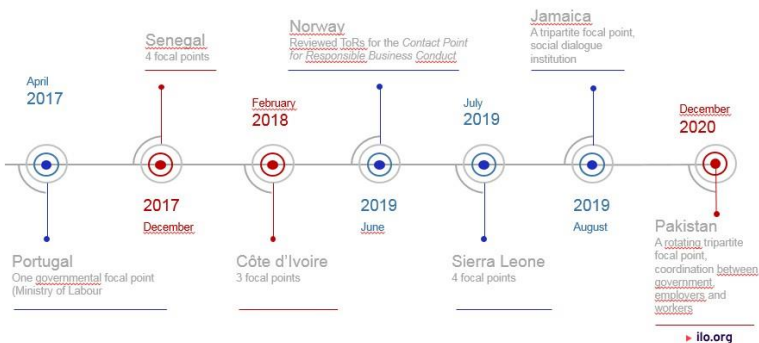 Senegal
4 focal points
Norway
Reviewed ToRs for the Contact Point
for Responsible Business Conduct
Jamaica
A tripartite focal point,
social dialogue
institution
April
2017
February
2018
July
2019
December
2020
2017
December
2019
June
2019
August
Portugal
One governmental focal point
(Ministry of Labour
Côte d'Ivoire
3 focal points
Sierra Leone
4 focal points
Pakistan
A rotating tripartite
focal point,
coordination between
government,
employers and
workers
ilo.org